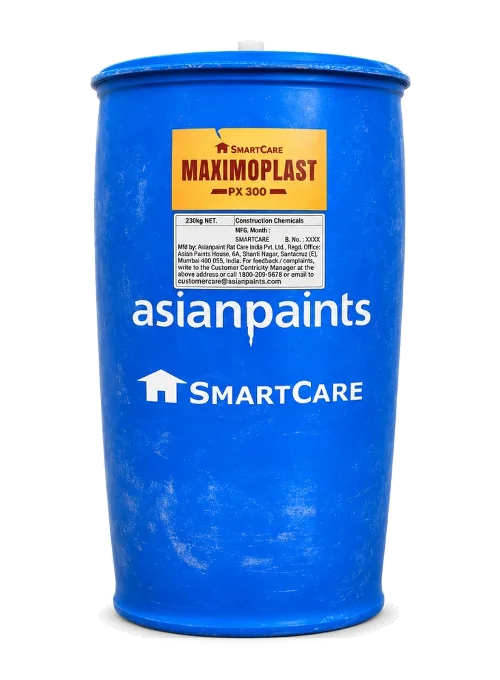 SMARTCARE
MAXIMOPLAST
PX 300
230kg NET. Construction Chemicals
MFG. Month :
SMARTCARE B. No. : XXXX
Mfd by: Asianpaint Rat Care India Pvt. Ltd., Regd. Office:
Asian Paints House, 6A, Shanti Nagar, Santacruz (E),
Mumbai 400 055, India. For feedback / complaints,
write to the Customer Centricity Manager at the
above address or call 1800-209-5678 or email to
customercare@asianpaints.com
asianpaints
SMARTCARE